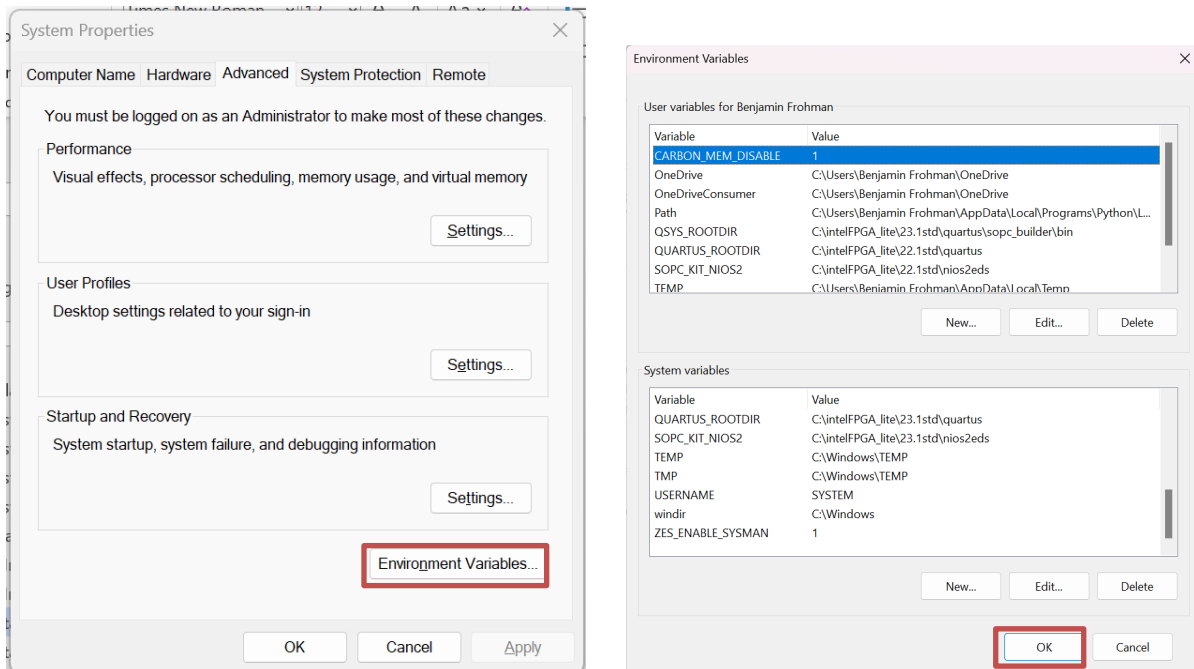 System Properties
Computer Name Hardware Advanced System Protection Remote
You must be logged on as an Administrator to make most of these changes.
Performance
Visual effects, processor scheduling, memory usage, and virtual memory
Settings...
User Profiles
Desktop settings related to your sign-in
Settings...
Startup and Recovery
System startup, system failure, and debugging information
Settings...
Environment Variables...
OK Cancel Apply
Environment Variables
User variables for Benjamin Frohman
Variable Value
CARBON_MEM_DISABLE 1
OneDrive C:\Users\Benjamin Frohman\OneDrive
OneDriveConsumer C:\Users\Benjamin Frohman\OneDrive
Path C:\Users\Benjamin Frohman\AppData\Local\Programs\Python\L...
QSYS_ROOTDIR C:\intelFPGA_lite\23.1std\quartus\sopc_builder\bin
QUARTUS_ROOTDIR C:\intelFPGA_lite\22.1std\quartus
SOPC_KIT_NIOS2 C:\intelFPGA_lite\22.1std\nios2eds
TEMP C:\Users\Benjamin Frohman\AppData\Local\Temp
New... Edit... Delete
System variables
Variable Value
QUARTUS_ROOTDIR C:\intelFPGA_lite\23.1std\quartus
SOPC_KIT_NIOS2 C:\intelFPGA_lite\23.1std\nios2eds
TEMP C:\Windows\TEMP
TMP C:\Windows\TEMP
USERNAME SYSTEM
windir C:\Windows
ZES_ENABLE_SYSMAN 1
New... Edit... Delete
OK Cancel